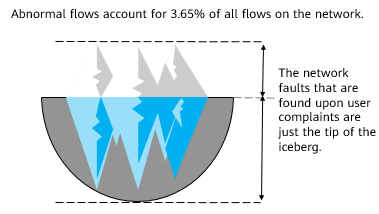 Abnormal flows account for 3.65% of all flows on the network.
The network
faults that are
found upon user
complaints are
just the tip of the
iceberg.